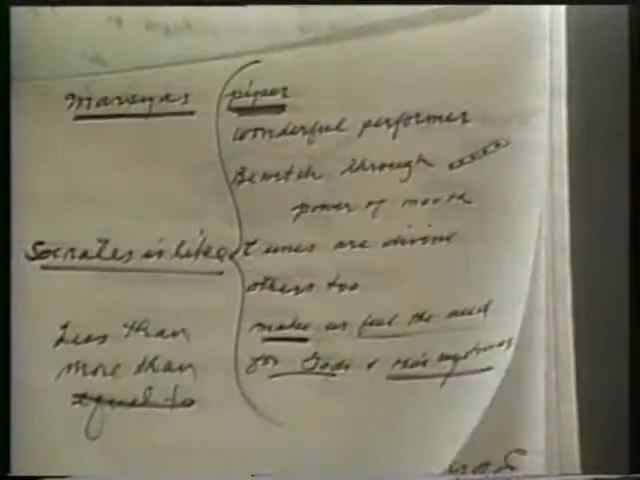 Marsyas
piper
wonderful performer
Bewitch through
power of mouth
Socrates is like
tunes are divine
others too
make us feel the need
for Gods & their mysteries
Less than
more than
equal to